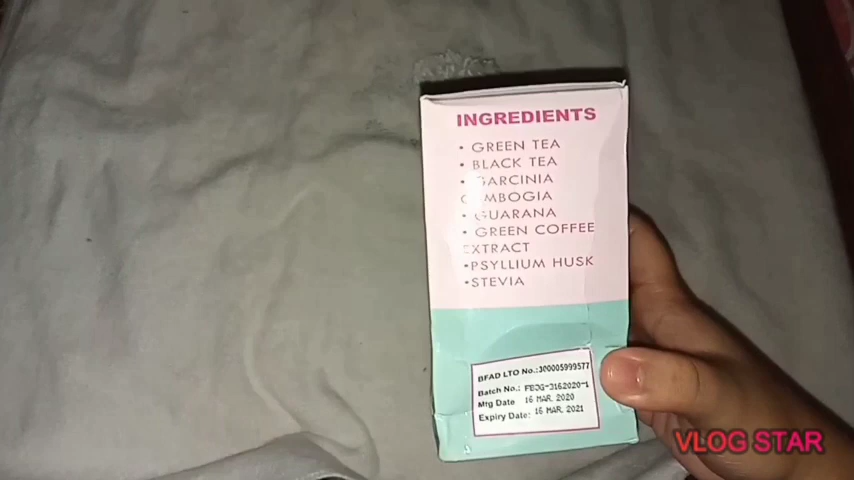 INGREDIENTS
• GREEN TEA
• BLACK TEA
• GARCINIA
CAMBOGIA
• GUARANA
• GREEN COFFEE
EXTRACT
•PSYLLIUM HUSK
•STEVIA
BFAD LTO No.:300005999577
Batch No.: FBDG-3162020-1
Mfg Date 16 MAR. 2020
Expiry Date: 16 MAR. 2021
VLOG STAR